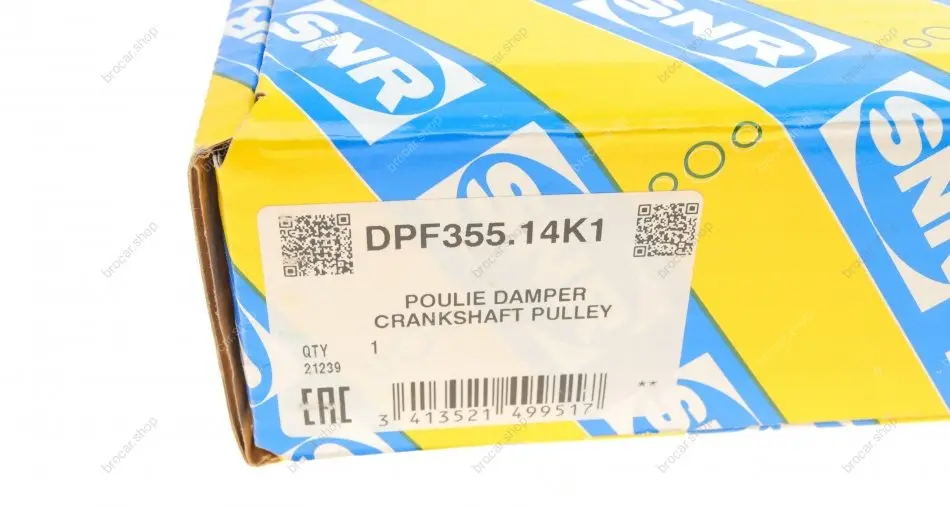 SNR
SNR
SNR
DPF355.14K1
POULIE DAMPER
CRANKSHAFT PULLEY
QTY 1
21239
EAC
3 413521 499517
**
brocar.shop